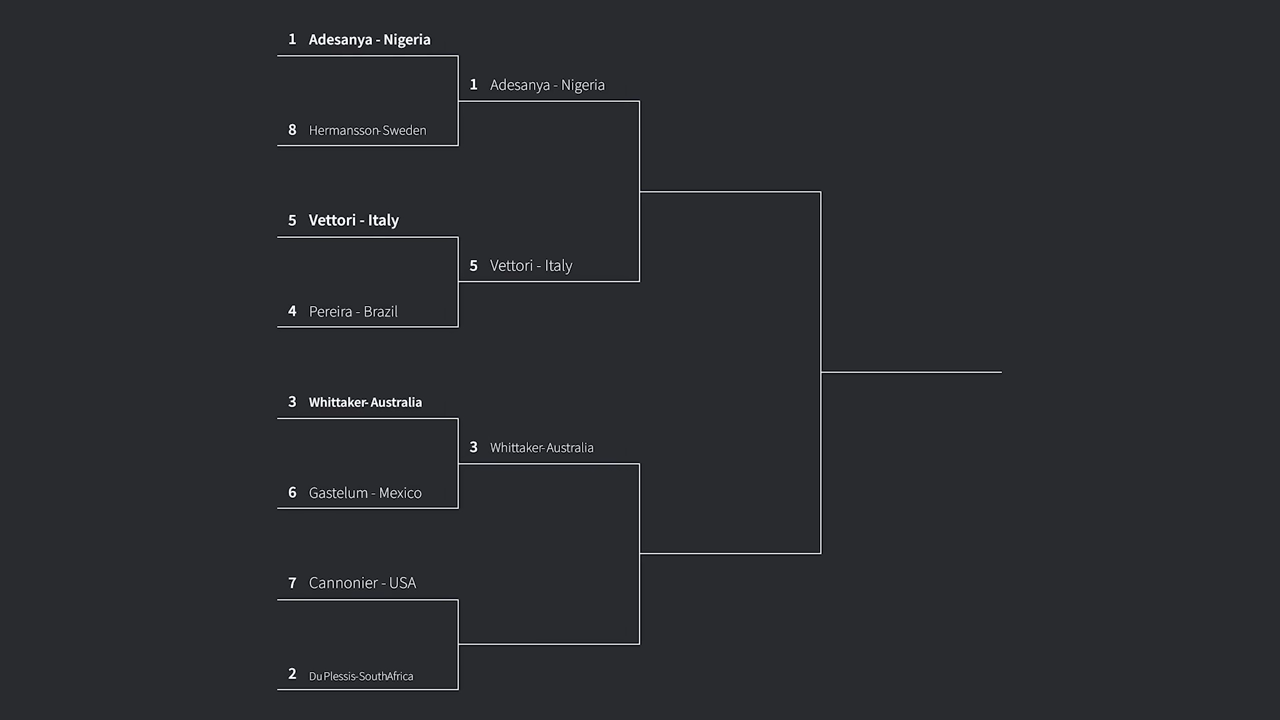 1 Adesanya - Nigeria
1 Adesanya - Nigeria
8 Hermansson- Sweden
5 Vettori - Italy
5 Vettori - Italy
4 Pereira - Brazil
3 Whittaker- Australia
3 Whittaker- Australia
6 Gastelum - Mexico
7 Cannonier - USA
2 Du Plessis-SouthAfrica